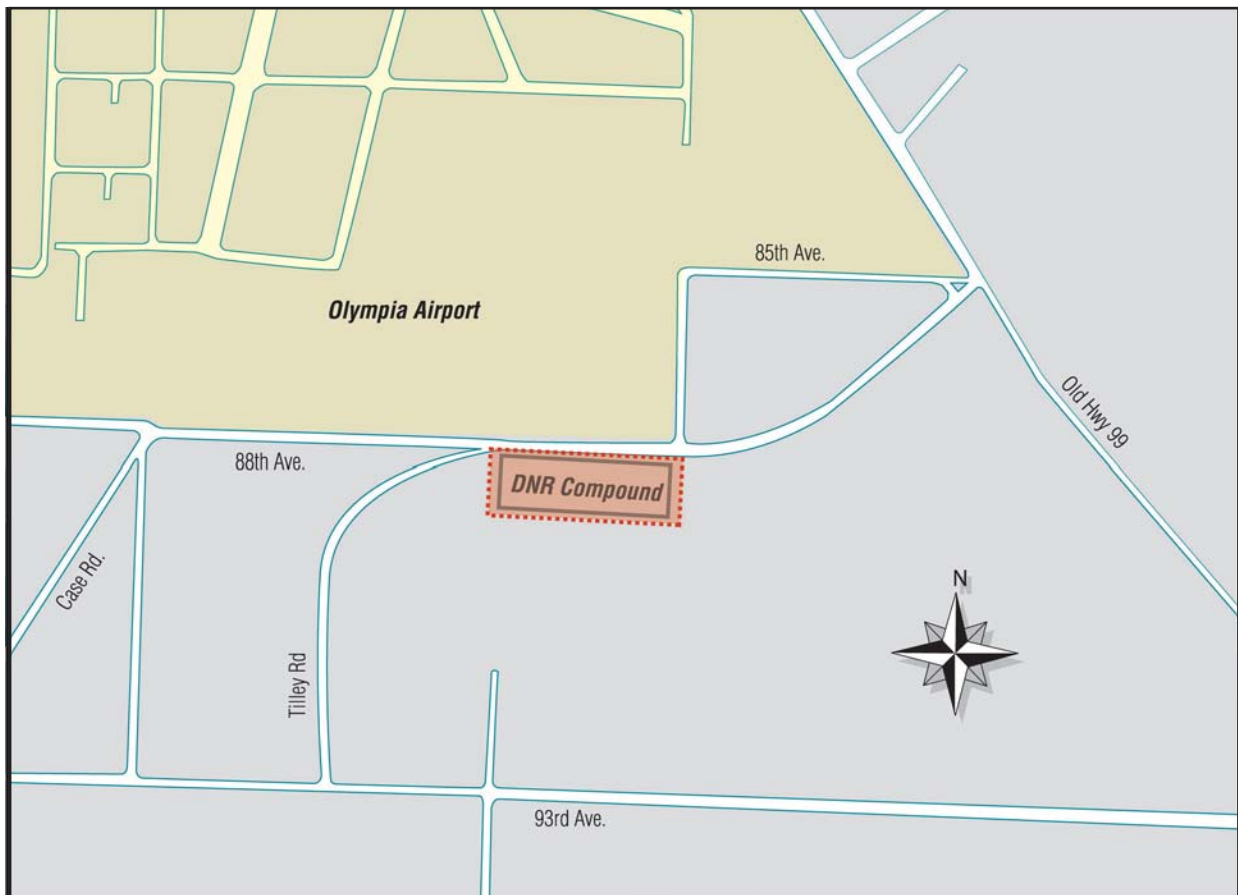 85th Ave.
Olympia Airport
Old Hwy 99
88th Ave.
DNR Compound
Case Rd.
N
Tilley Rd
93rd Ave.